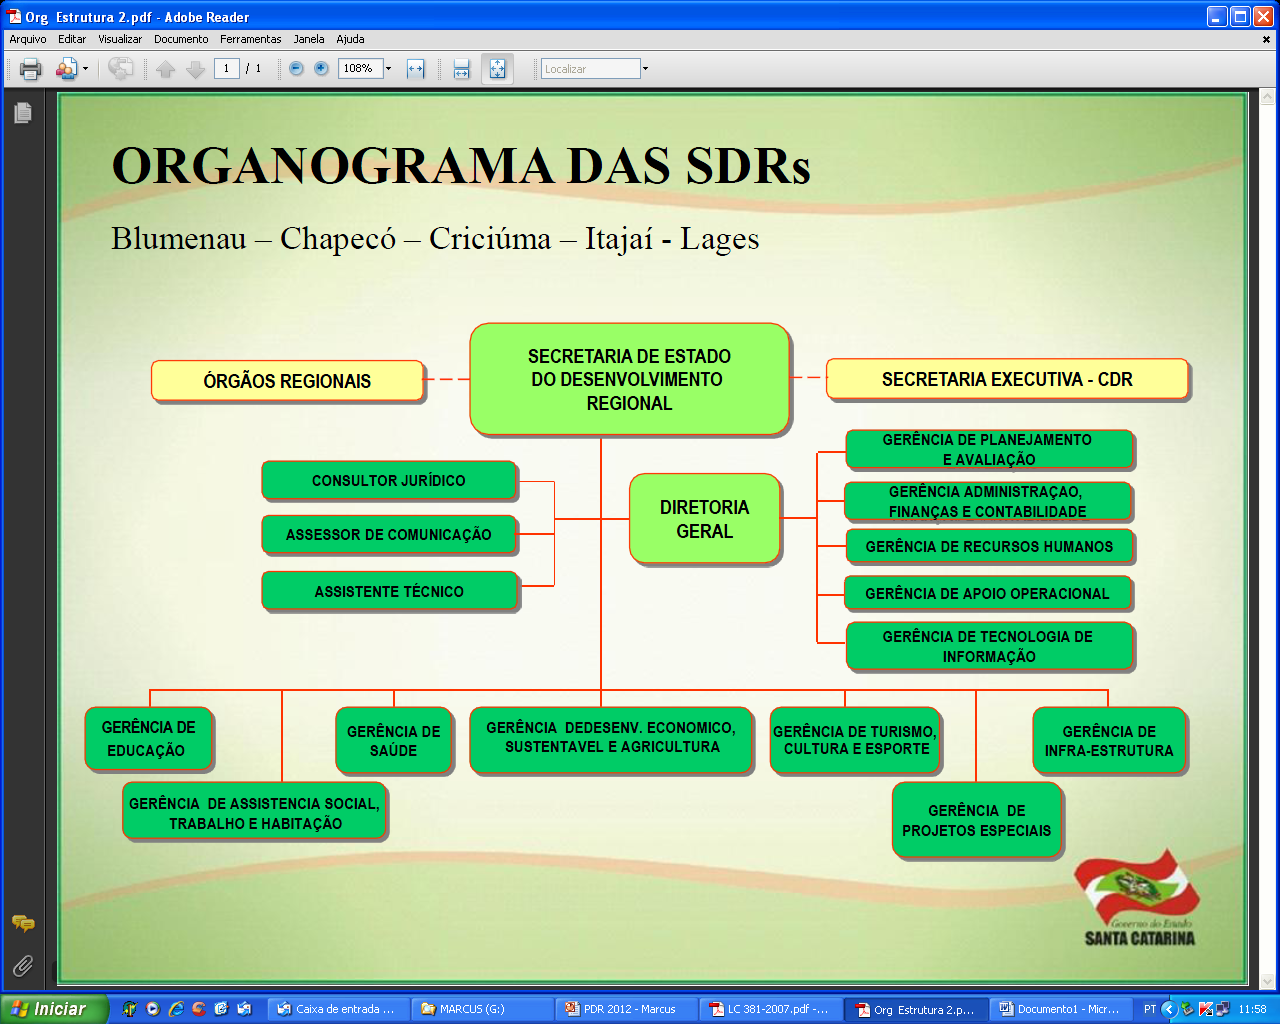 Org  Estrutura 2.pdf - Adobe Reader
Arquivo Editar Visualizar Documento Ferramentas Janela Ajuda
1 / 1 108% Localizar
ORGANOGRAMA DAS SDRs
Blumenau – Chapecó – Criciúma – Itajaí - Lages
ÓRGÃOS REGIONAIS
SECRETARIA DE ESTADO
DO DESENVOLVIMENTO
REGIONAL
SECRETARIA EXECUTIVA - CDR
CONSULTOR JURÍDICO
ASSESSOR DE COMUNICAÇÃO
ASSISTENTE TÉCNICO
DIRETORIA
GERAL
GERÊNCIA DE PLANEJAMENTO
E AVALIAÇÃO
GERÊNCIA ADMINISTRAÇAO,
FINANÇAS E CONTABILIDADE
GERÊNCIA DE RECURSOS HUMANOS
GERÊNCIA DE APOIO OPERACIONAL
GERÊNCIA DE TECNOLOGIA DE
INFORMAÇÃO
GERÊNCIA DE
EDUCAÇÃO
GERÊNCIA  DE ASSISTENCIA SOCIAL,
TRABALHO E HABITAÇÃO
GERÊNCIA DE
SAÚDE
GERÊNCIA  DEDESENV. ECONOMICO,
SUSTENTAVEL E AGRICULTURA
GERÊNCIA DE TURISMO,
CULTURA E ESPORTE
GERÊNCIA  DE
PROJETOS ESPECIAIS
GERÊNCIA DE
INFRA-ESTRUTURA
Governo do Estado
SANTA CATARINA
Iniciar Caixa de entrada ... MARCUS (G:) PDR 2012 - Marcus LC 381-2007.pdf -... Org  Estrutura 2.p... Documento1 - Micr... PT 11:58